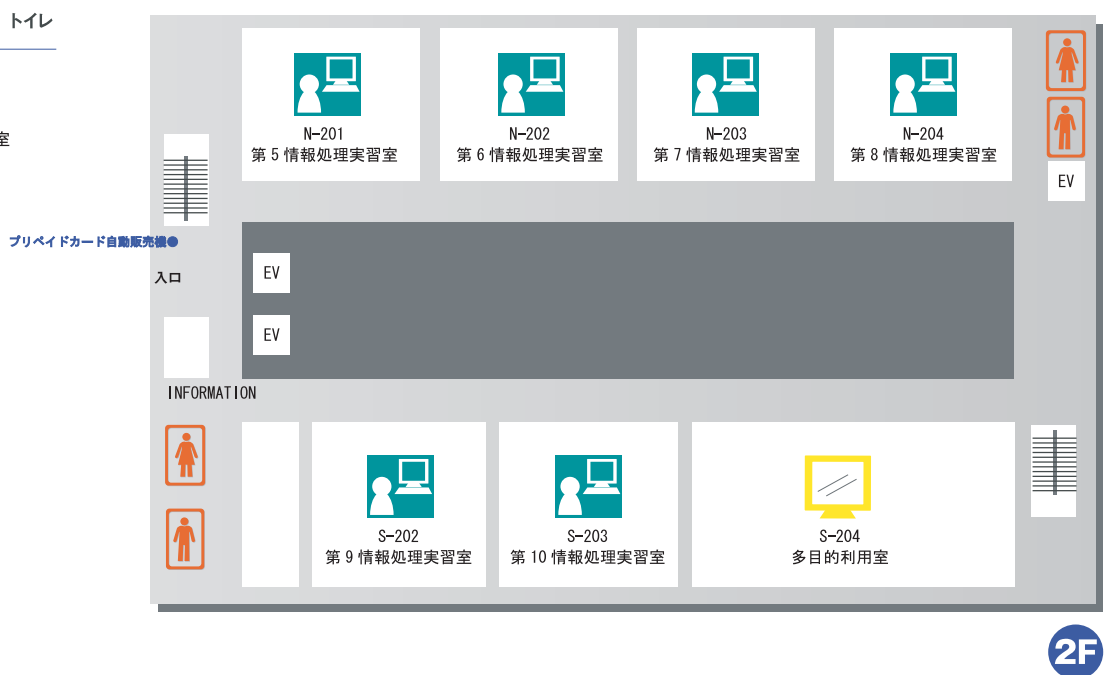 トイレ
N-201
第5情報処理実習室
N-202
第6情報処理実習室
N-203
第7情報処理実習室
N-204
第8情報処理実習室
室
EV
プリペイドカード自動販売機●
入口
EV
EV
INFORMATION
S-202
第9情報処理実習室
S-203
第10情報処理実習室
S-204
多目的利用室
2F